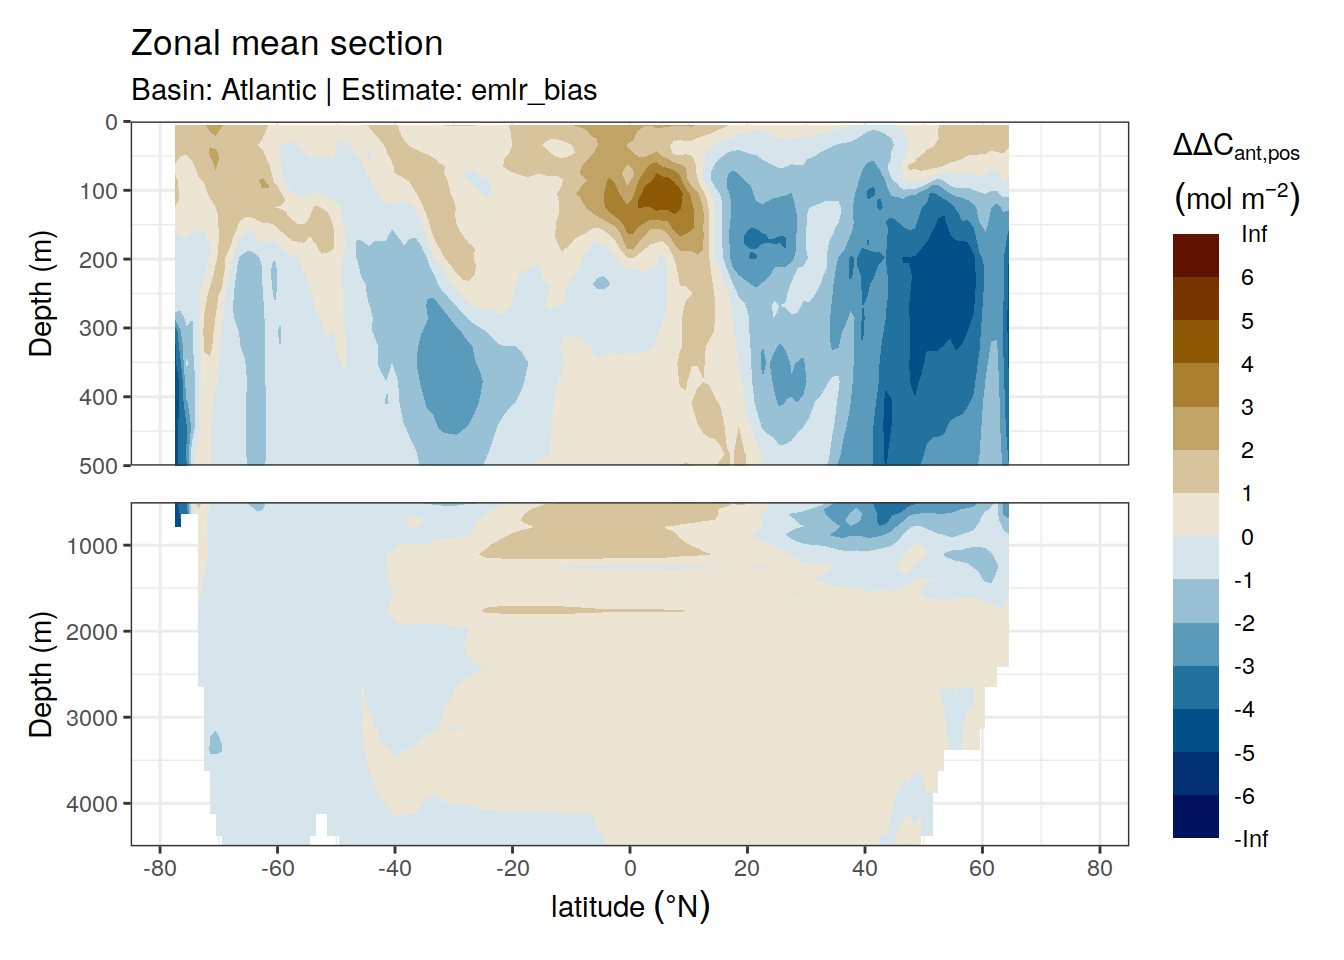 Zonal mean section
Basin: Atlantic | Estimate: emlr_bias
0
100
200
300
400
500
Depth (m)
1000
2000
3000
4000
Depth (m)
-80 -60 -40 -20 0 20 40 60 80
latitude (°N)
ΔΔCant,pos
(mol m−2)
Inf
6
5
4
3
2
1
0
-1
-2
-3
-4
-5
-6
-Inf